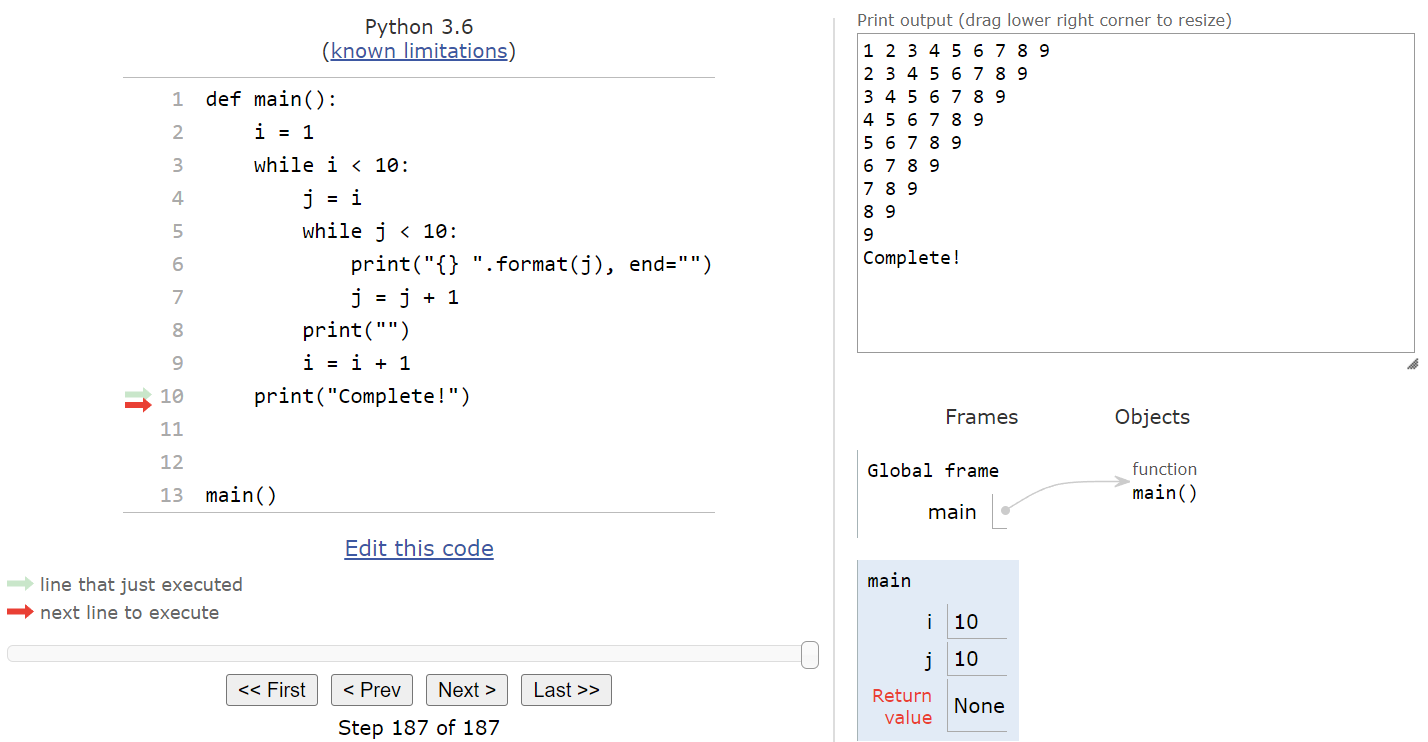 Python 3.6
(known limitations)
1 def main():
2     i = 1
3     while i < 10:
4         j = i
5         while j < 10:
6             print("{} ".format(j), end="")
7             j = j + 1
8         print("")
9         i = i + 1
10     print("Complete!")
11
12
13 main()
Edit this code
line that just executed
next line to execute
<< First < Prev Next > Last >>
Step 187 of 187
Print output (drag lower right corner to resize)
1 2 3 4 5 6 7 8 9
2 3 4 5 6 7 8 9
3 4 5 6 7 8 9
4 5 6 7 8 9
5 6 7 8 9
6 7 8 9
7 8 9
8 9
9
Complete!
Frames Objects
Global frame
main
function
main()
main
i 10
j 10
Return
value None